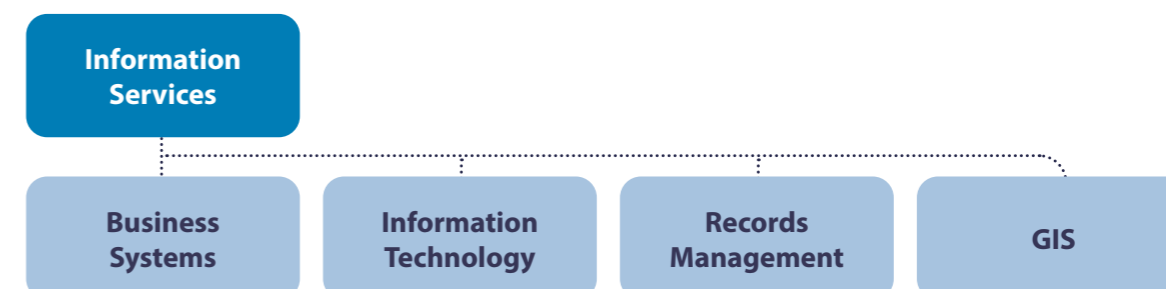 Information
Services
Business
Systems
Information
Technology
Records
Management
GIS